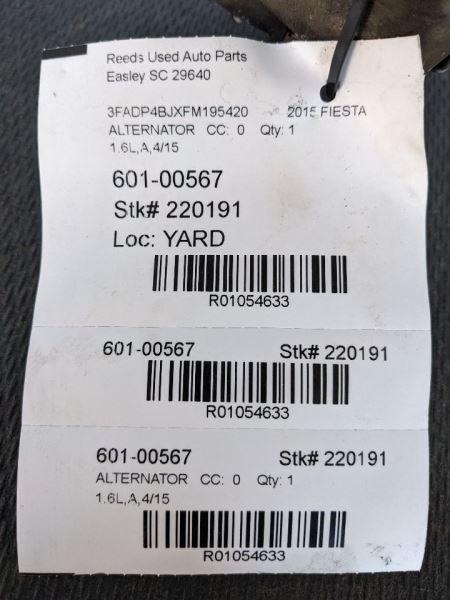 Reeds Used Auto Parts
Easley SC 29640
3FADP4BJXFM195420 2015 FIESTA
ALTERNATOR CC: 0 Qty: 1
1.6L,A,4/15
601-00567
Stk# 220191
Loc: YARD
R01054633
601-00567 Stk# 220191
R01054633
601-00567 Stk# 220191
ALTERNATOR CC: 0 Qty: 1
1.6L,A,4/15
R01054633